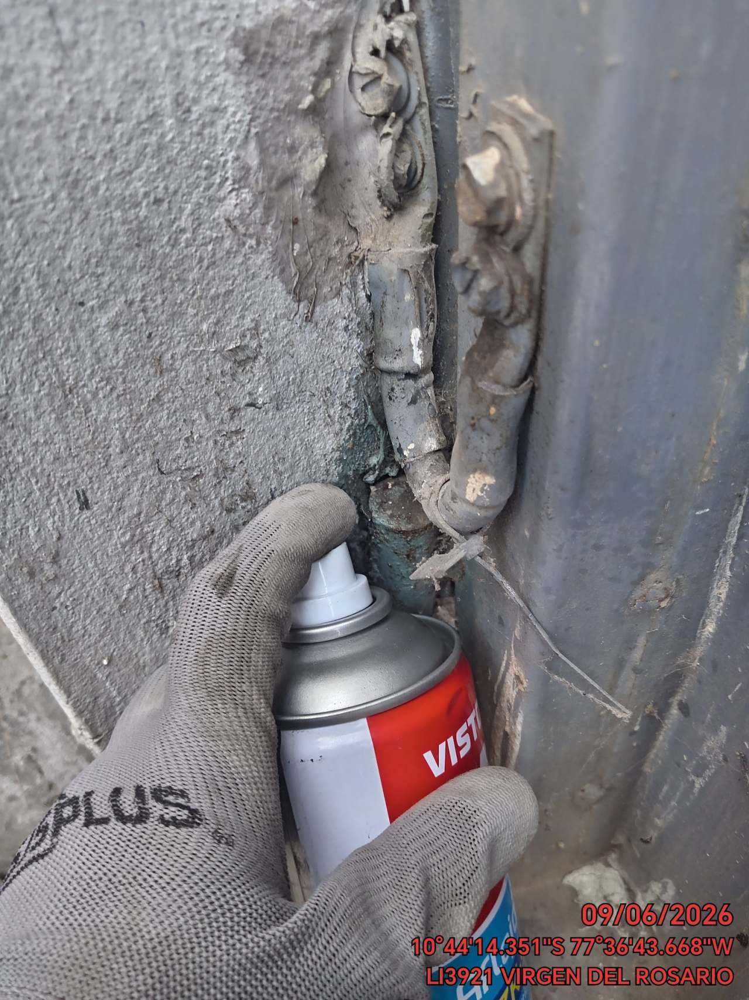 PLUS
VIST
09/06/2026
10°44'14.351"S 77°36'43.668"W
LI3921 VIRGEN DEL ROSARIO